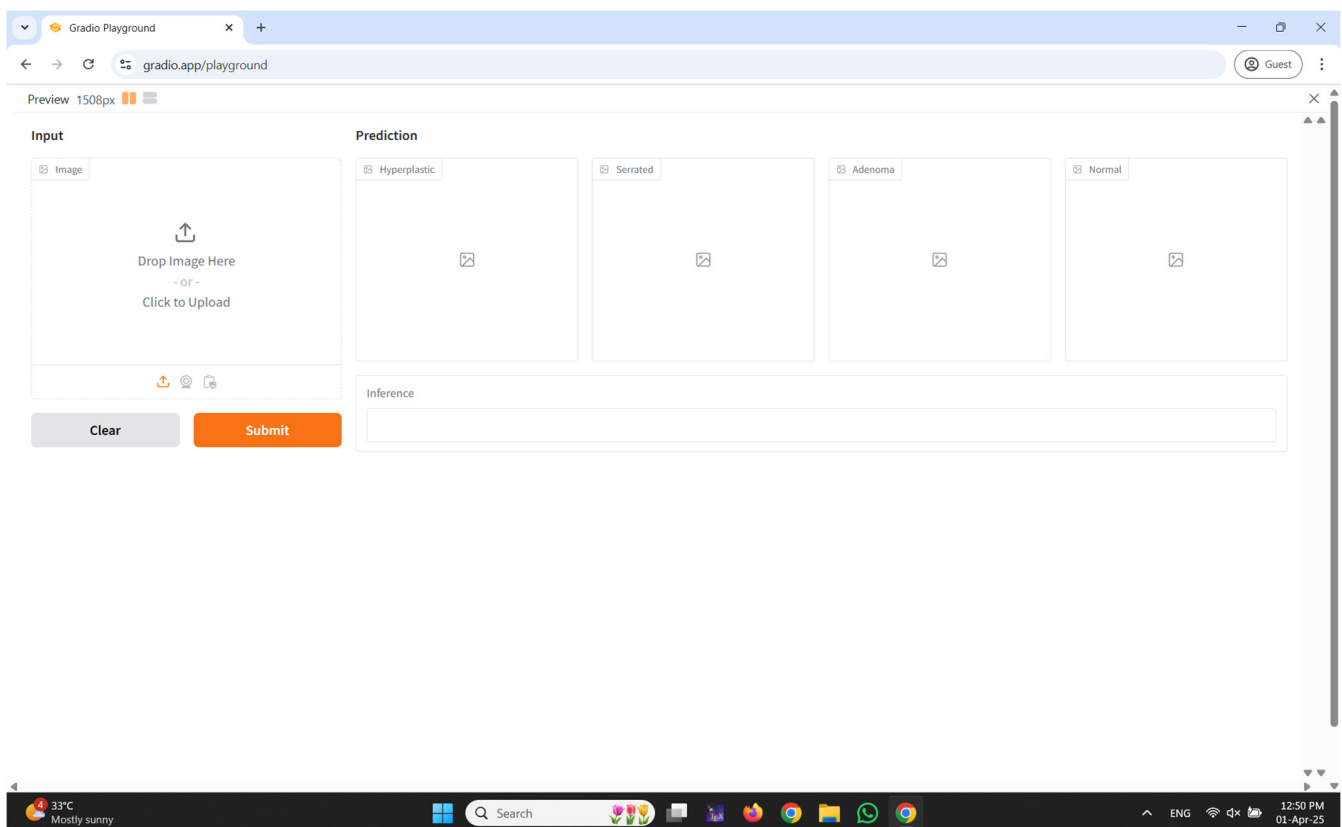 Gradio Playground
gradio.app/playground
Guest
Preview 1508px
Input
Prediction
Image
Hyperplastic
Serrated
Adenoma
Normal
Drop Image Here
- or -
Click to Upload
Inference
Clear
Submit
4
33°C
Mostly sunny
Search
ENG
12:50 PM
01-Apr-25